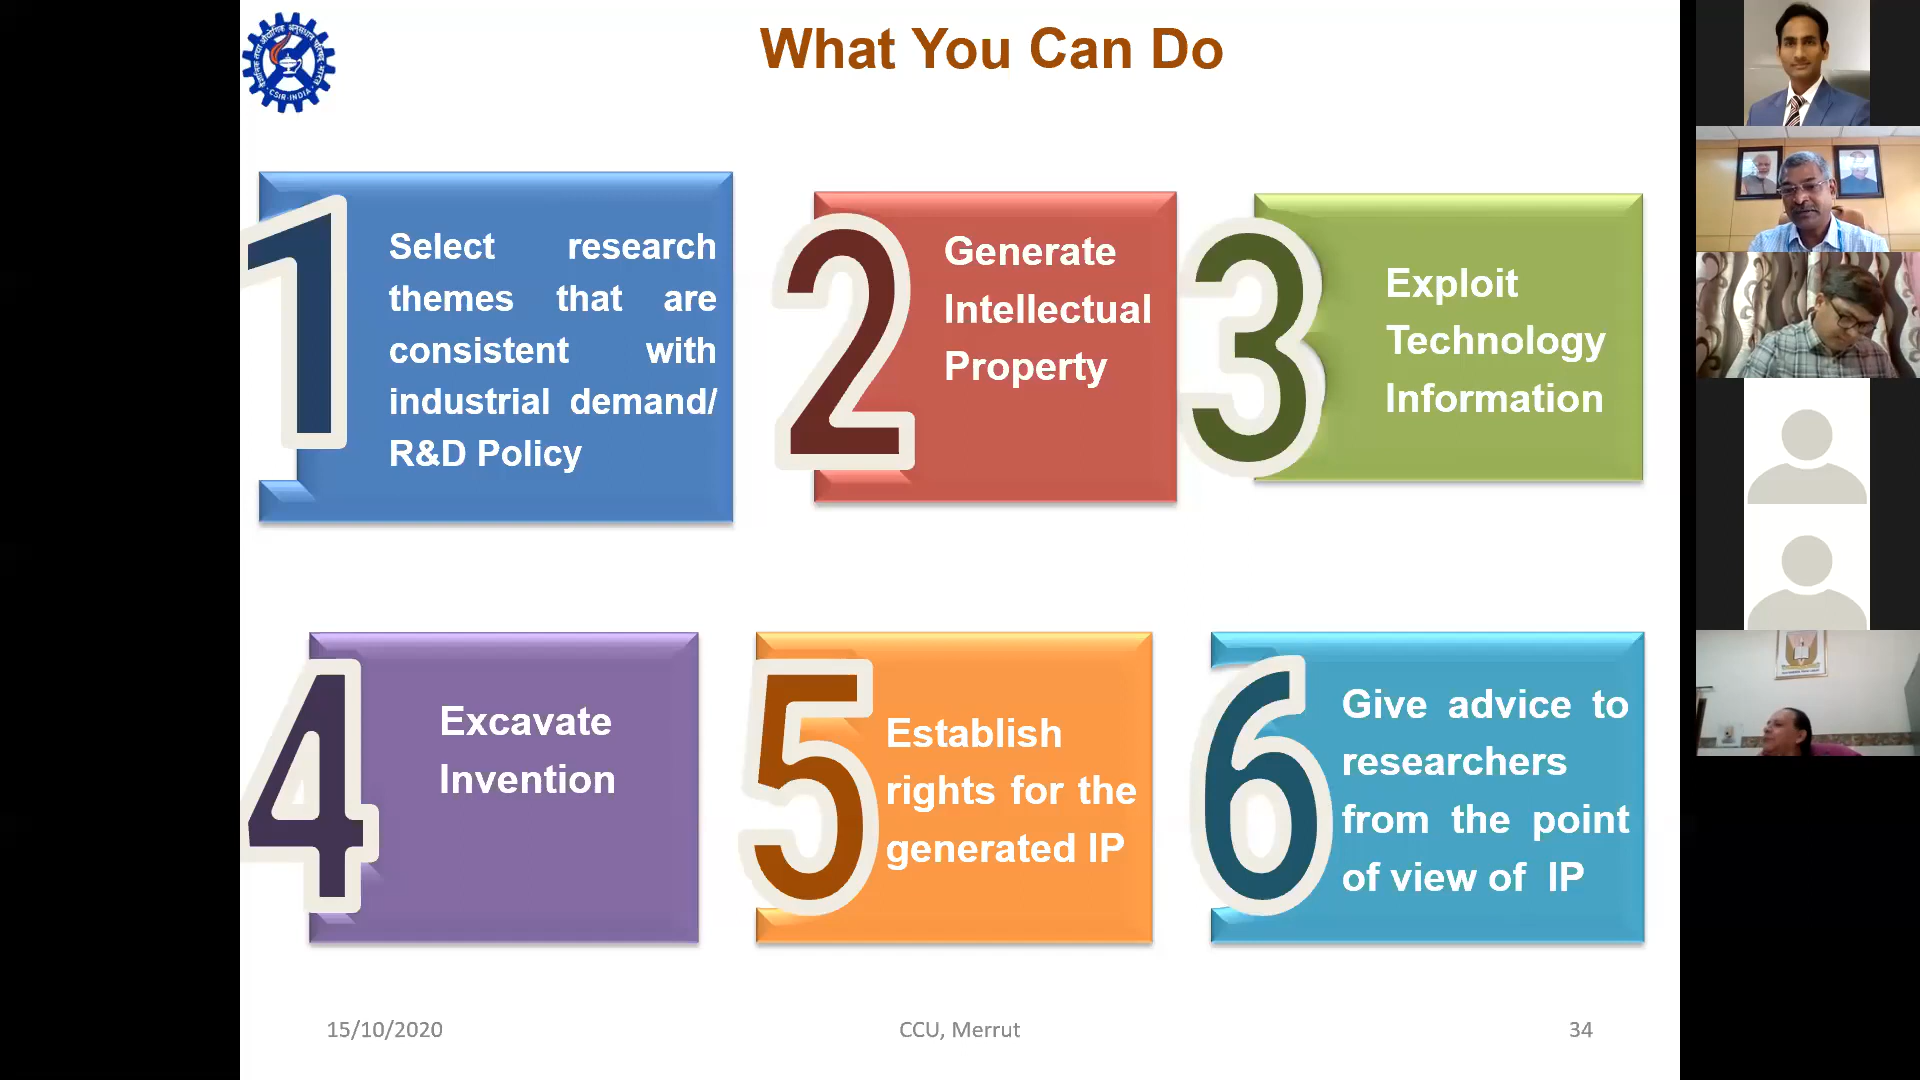 What You Can Do
CSIR-INDIA
1
Select research
themes that are
consistent with
industrial demand/
R&D Policy
2
Generate
Intellectual
Property
3
Exploit
Technology
Information
4
Excavate
Invention
5
Establish
rights for the
generated IP
6
Give advice to
researchers
from the point
of view of IP
15/10/2020
CCU, Merrut
34